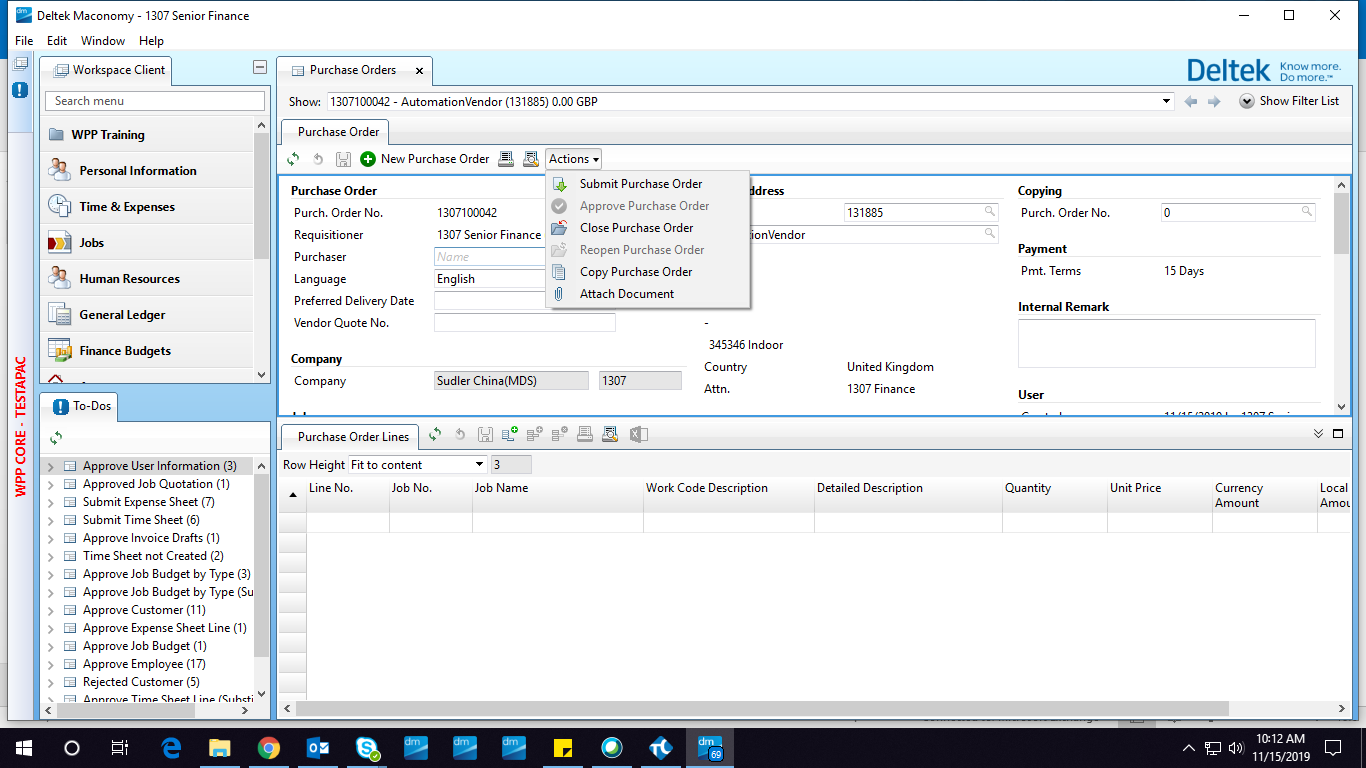 Deltek Maconomy - 1307 Senior Finance
File Edit Window Help
Workspace Client
Search menu
WPP Training
Personal Information
Time & Expenses
Jobs
Human Resources
General Ledger
Finance Budgets
WPP CORE - TESTAPAC
To-Dos
Approve User Information (3)
Approved Job Quotation (1)
Submit Expense Sheet (7)
Submit Time Sheet (6)
Approve Invoice Drafts (1)
Time Sheet not Created (2)
Approve Job Budget by Type (3)
Approve Job Budget by Type (Su
Approve Customer (11)
Approve Expense Sheet Line (1)
Approve Job Budget (1)
Approve Employee (17)
Rejected Customer (5)
Approve Time Sheet Line (Substi
Purchase Orders
Deltek Know more. Do more.™
Show: 1307100042 - AutomationVendor (131885) 0.00 GBP
Show Filter List
Purchase Order
New Purchase Order Actions
Submit Purchase Order
Approve Purchase Order
Close Purchase Order
Reopen Purchase Order
Copy Purchase Order
Attach Document
Purchase Order
Purch. Order No. 1307100042
Requisitioner 1307 Senior Finance
Purchaser Name
Language English
Preferred Delivery Date
Vendor Quote No.
Company
Company Sudler China(MDS) 1307
ddress
131885
tionVendor
-
345346 Indoor
Country United Kingdom
Attn. 1307 Finance
Copying
Purch. Order No. 0
Payment
Pmt. Terms 15 Days
Internal Remark
User
Purchase Order Lines
Row Height Fit to content 3
Line No. Job No. Job Name Work Code Description Detailed Description Quantity Unit Price Currency Amount Local Amou
dm 69
10:12 AM
11/15/2019